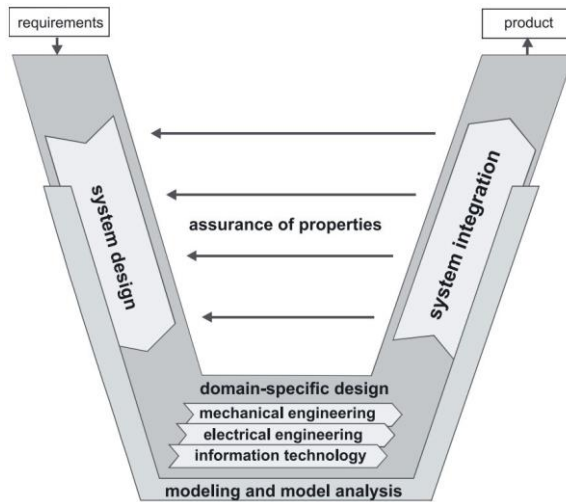 requirements
product
system design
assurance of properties
system integration
domain-specific design
mechanical engineering
electrical engineering
information technology
modeling and model analysis